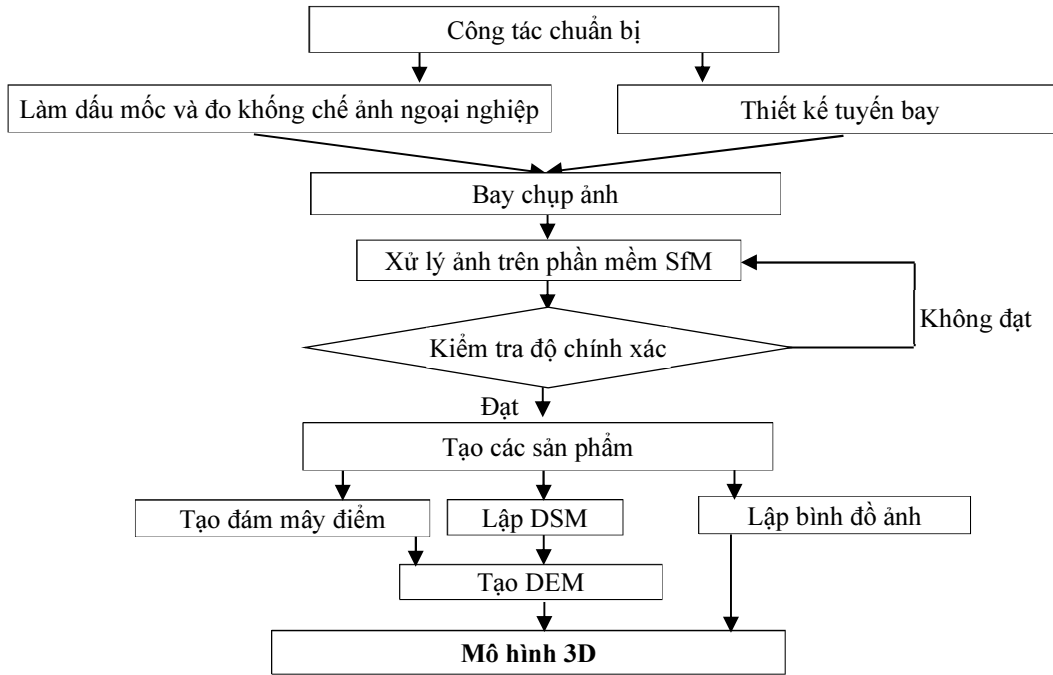 Công tác chuẩn bị
Làm dấu mốc và đo khống chế ảnh ngoại nghiệp
Thiết kế tuyến bay
Bay chụp ảnh
Xử lý ảnh trên phần mềm SfM
Không đạt
Kiểm tra độ chính xác
Đạt
Tạo các sản phẩm
Tạo đám mây điểm
Lập DSM
Lập bình đồ ảnh
Tạo DEM
Mô hình 3D